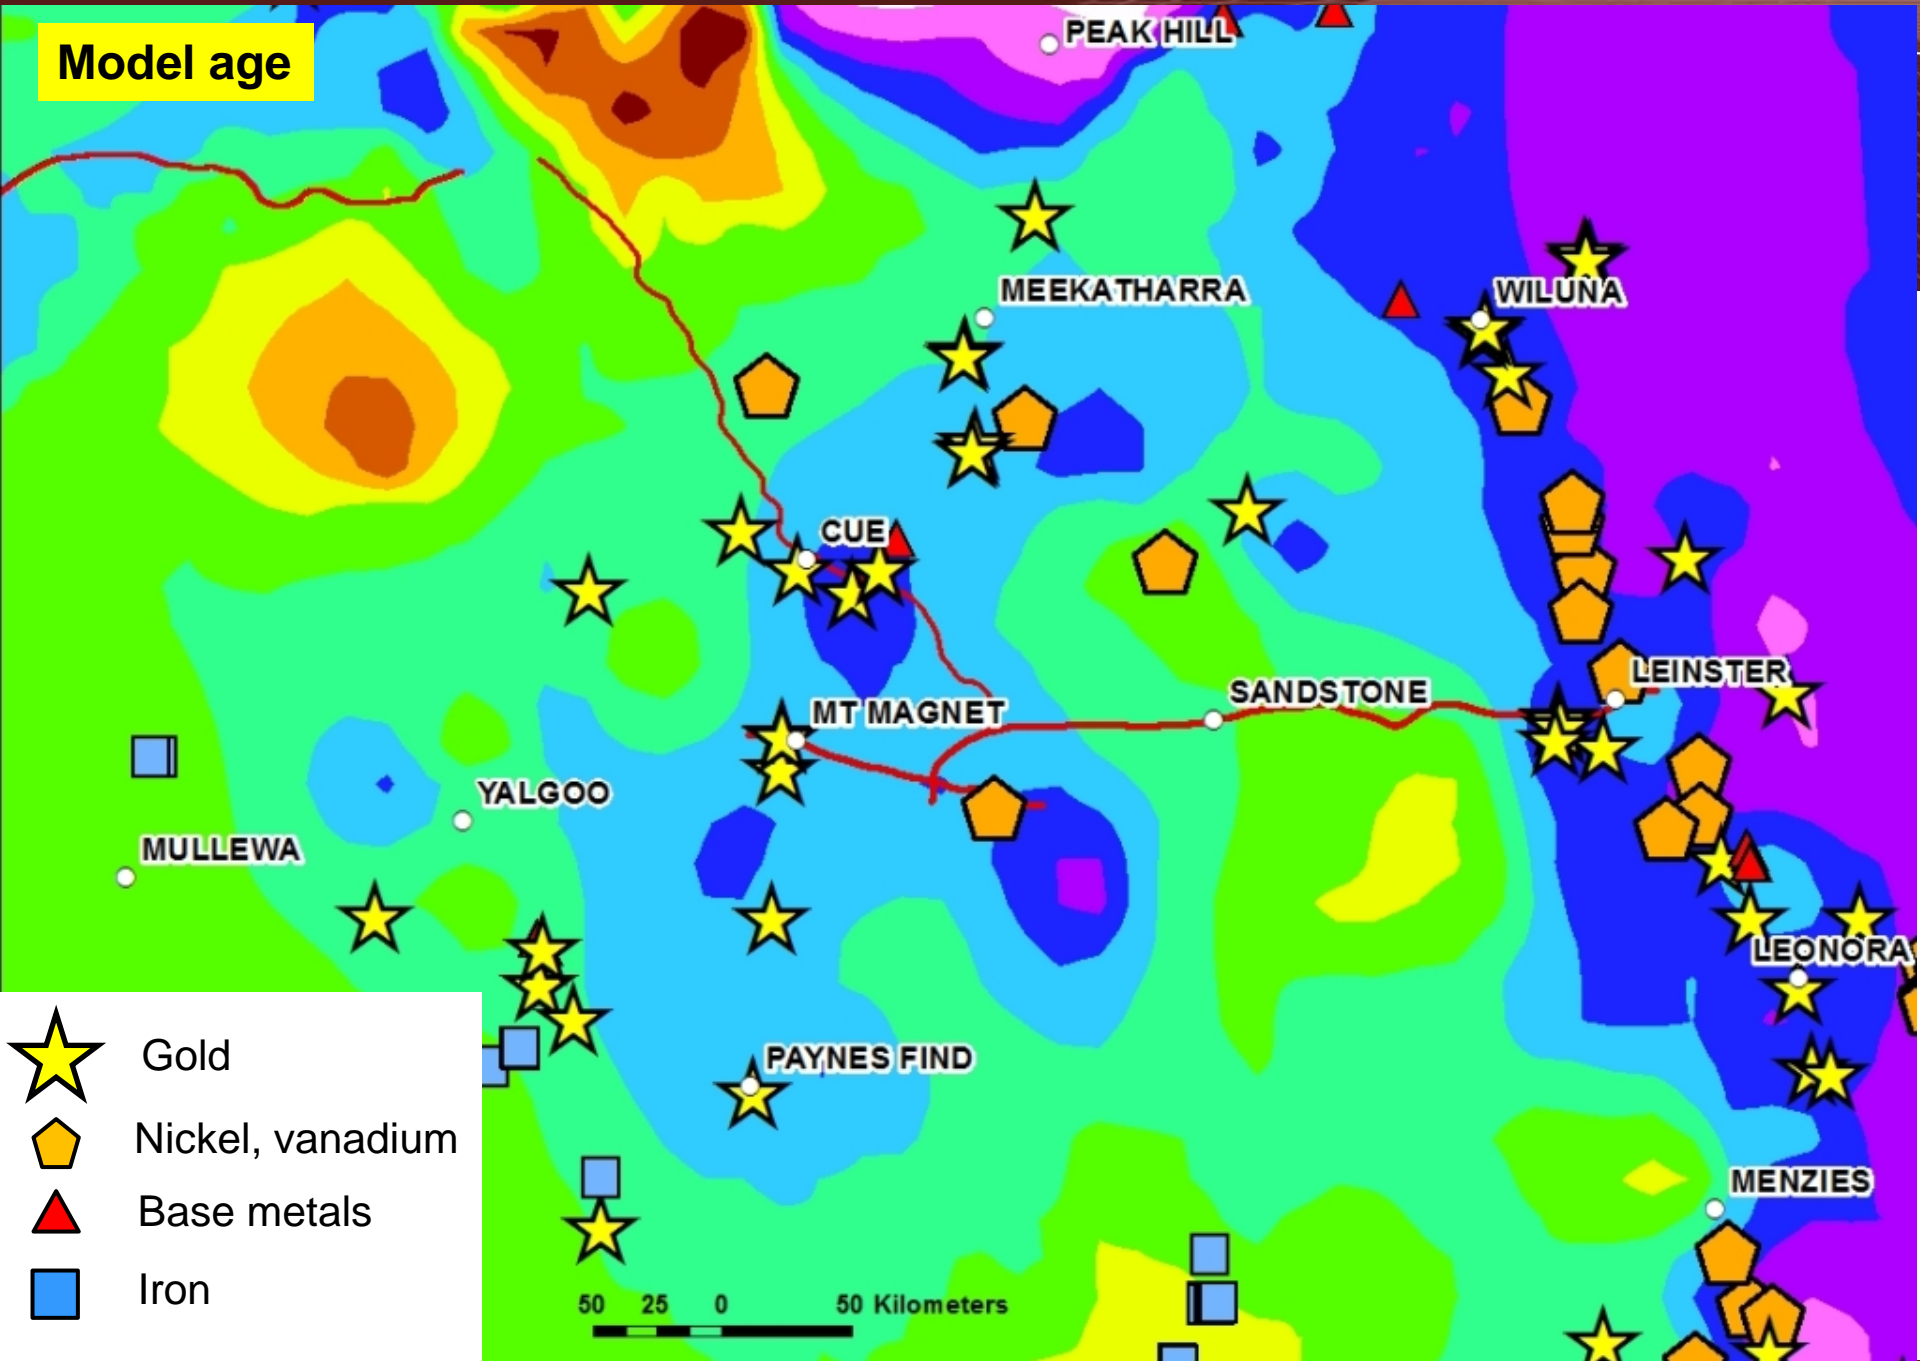 Model age
PEAK HILL
MEEKATHARRA
WILUNA
CUE
LEINSTER
SANDSTONE
MT MAGNET
YALGOO
MULLEWA
LEONORA
PAYNES FIND
MENZIES
Gold
Nickel, vanadium
Base metals
Iron
50 25 0 50 Kilometers